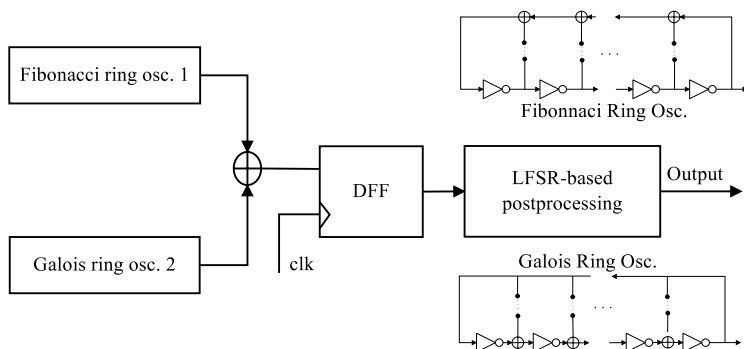 Fibonacci ring osc. 1
Fibonnaci Ring Osc.
DFF
LFSR-based
postprocessing
Output
Galois ring osc. 2
clk
Galois Ring Osc.